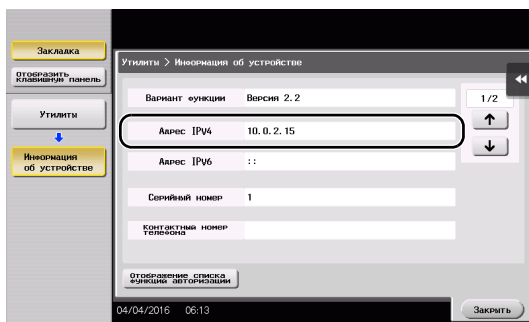 Закладка
Отобразить
клавишную панель
Утилиты
Информация
об устройстве
Утилиты > Информация об устройстве
Вариант функции Версия 2.2
1/2
Адрес IPv4 10.0.2.15
Адрес IPv6 ::
Серийный номер 1
Контактный номер
телефона
Отображение списка
функций авторизации
04/04/2016 06:13
Закрыть